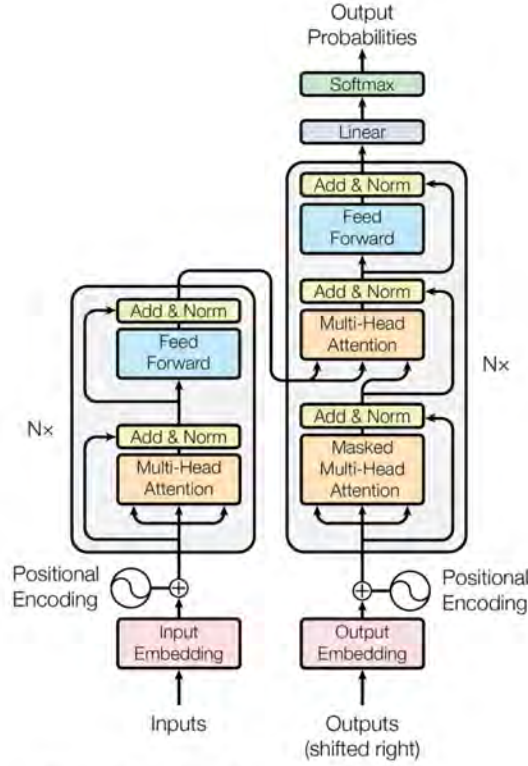 Output
Probabilities
Softmax
Linear
Add & Norm
Feed
Forward
Add & Norm
Multi-Head
Attention
Add & Norm
Masked
Multi-Head
Attention
N×
Add & Norm
Feed
Forward
Add & Norm
Multi-Head
Attention
N×
Positional
Encoding
Positional
Encoding
Input
Embedding
Output
Embedding
Inputs
Outputs
(shifted right)